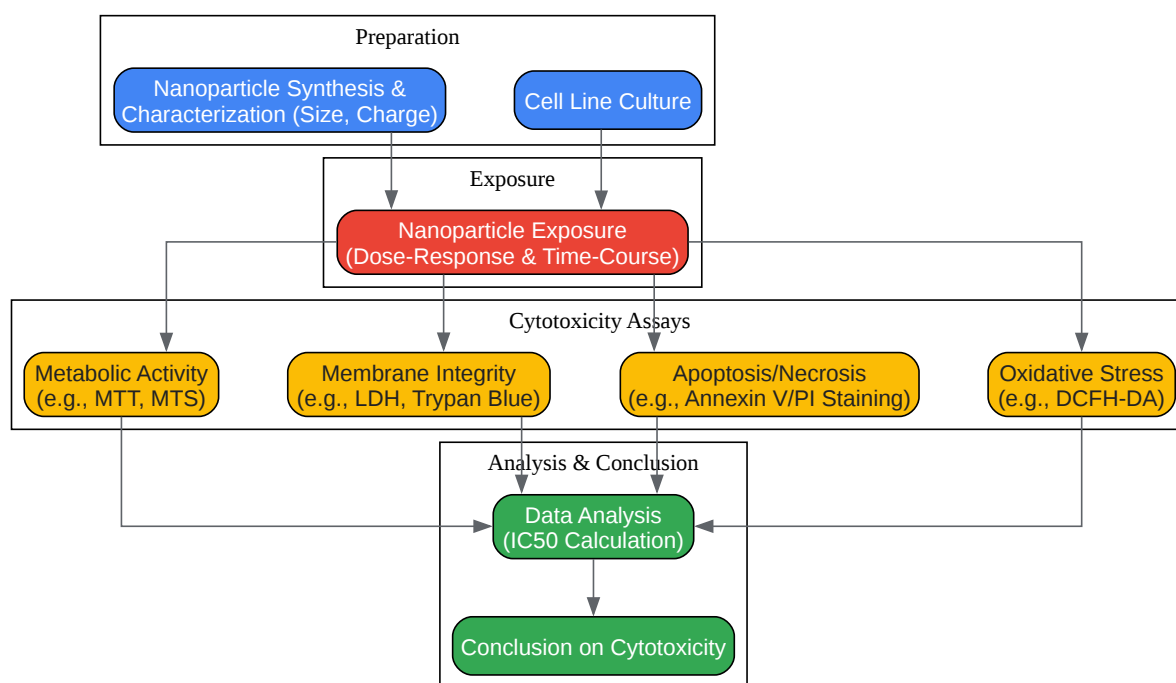 Preparation
Nanoparticle Synthesis &
Characterization (Size, Charge)
Cell Line Culture
Exposure
Nanoparticle Exposure
(Dose-Response & Time-Course)
Cytotoxicity Assays
Metabolic Activity
(e.g., MTT, MTS)
Membrane Integrity
(e.g., LDH, Trypan Blue)
Apoptosis/Necrosis
(e.g., Annexin V/PI Staining)
Oxidative Stress
(e.g., DCFH-DA)
Analysis & Conclusion
Data Analysis
(IC50 Calculation)
Conclusion on Cytotoxicity